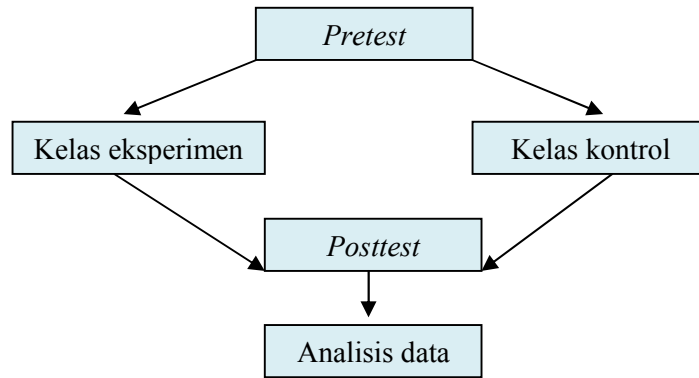 Pretest
Kelas eksperimen
Kelas kontrol
Posttest
Analisis data